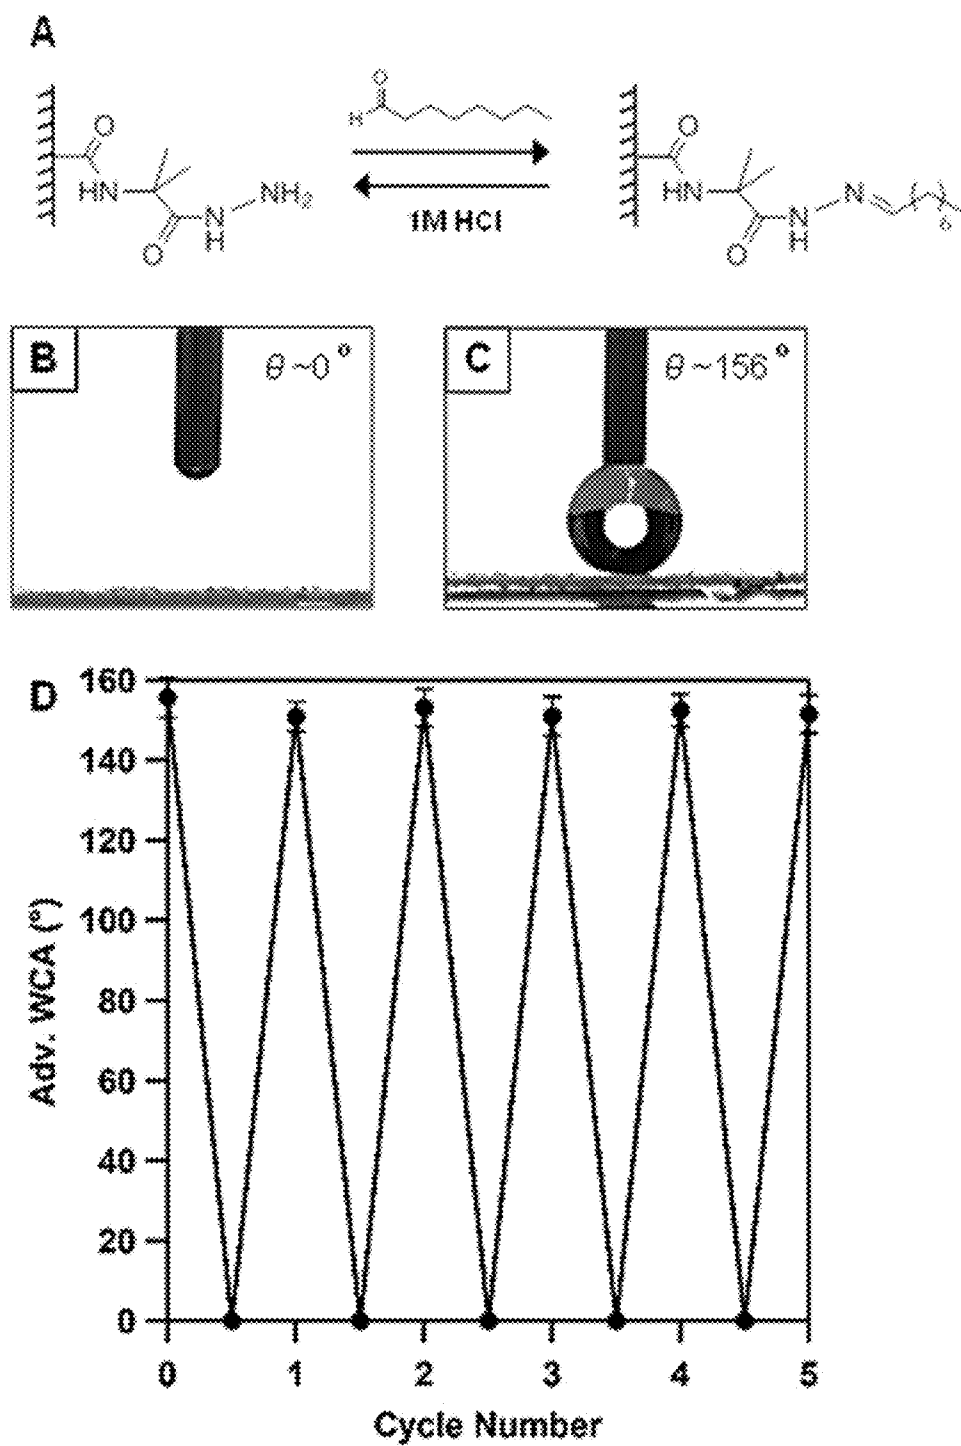 A
O
H
O
HN
NH₂
N
H
O
1M HCl
O
HN
N
N
H
O
6
B
θ ~0 °
C
θ ~156 °
D
160
140
120
100
80
60
40
20
0
Adv. WCA (°)
0 1 2 3 4 5
Cycle Number